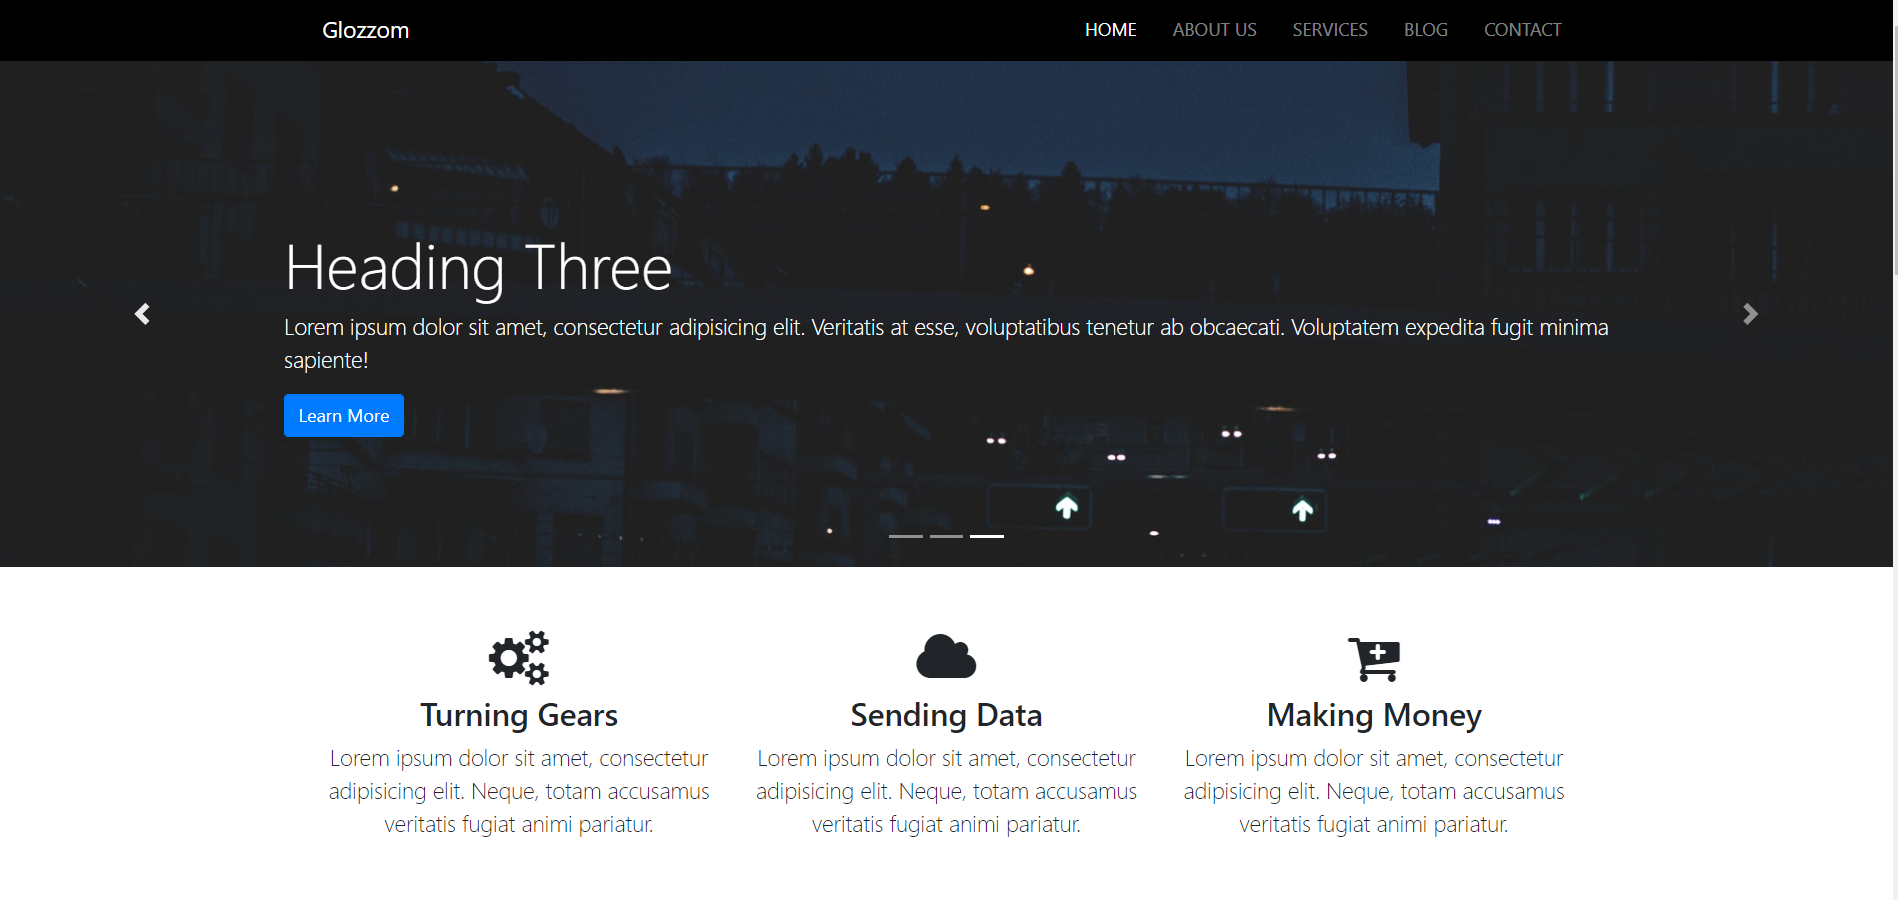 Glozzom
HOME ABOUT US SERVICES BLOG CONTACT
Heading Three
Lorem ipsum dolor sit amet, consectetur adipisicing elit. Veritatis at esse, voluptatibus tenetur ab obcaecati. Voluptatem expedita fugit minima
sapiente!
Learn More
Turning Gears
Lorem ipsum dolor sit amet, consectetur
adipisicing elit. Neque, totam accusamus
veritatis fugiat animi pariatur.
Sending Data
Lorem ipsum dolor sit amet, consectetur
adipisicing elit. Neque, totam accusamus
veritatis fugiat animi pariatur.
Making Money
Lorem ipsum dolor sit amet, consectetur
adipisicing elit. Neque, totam accusamus
veritatis fugiat animi pariatur.